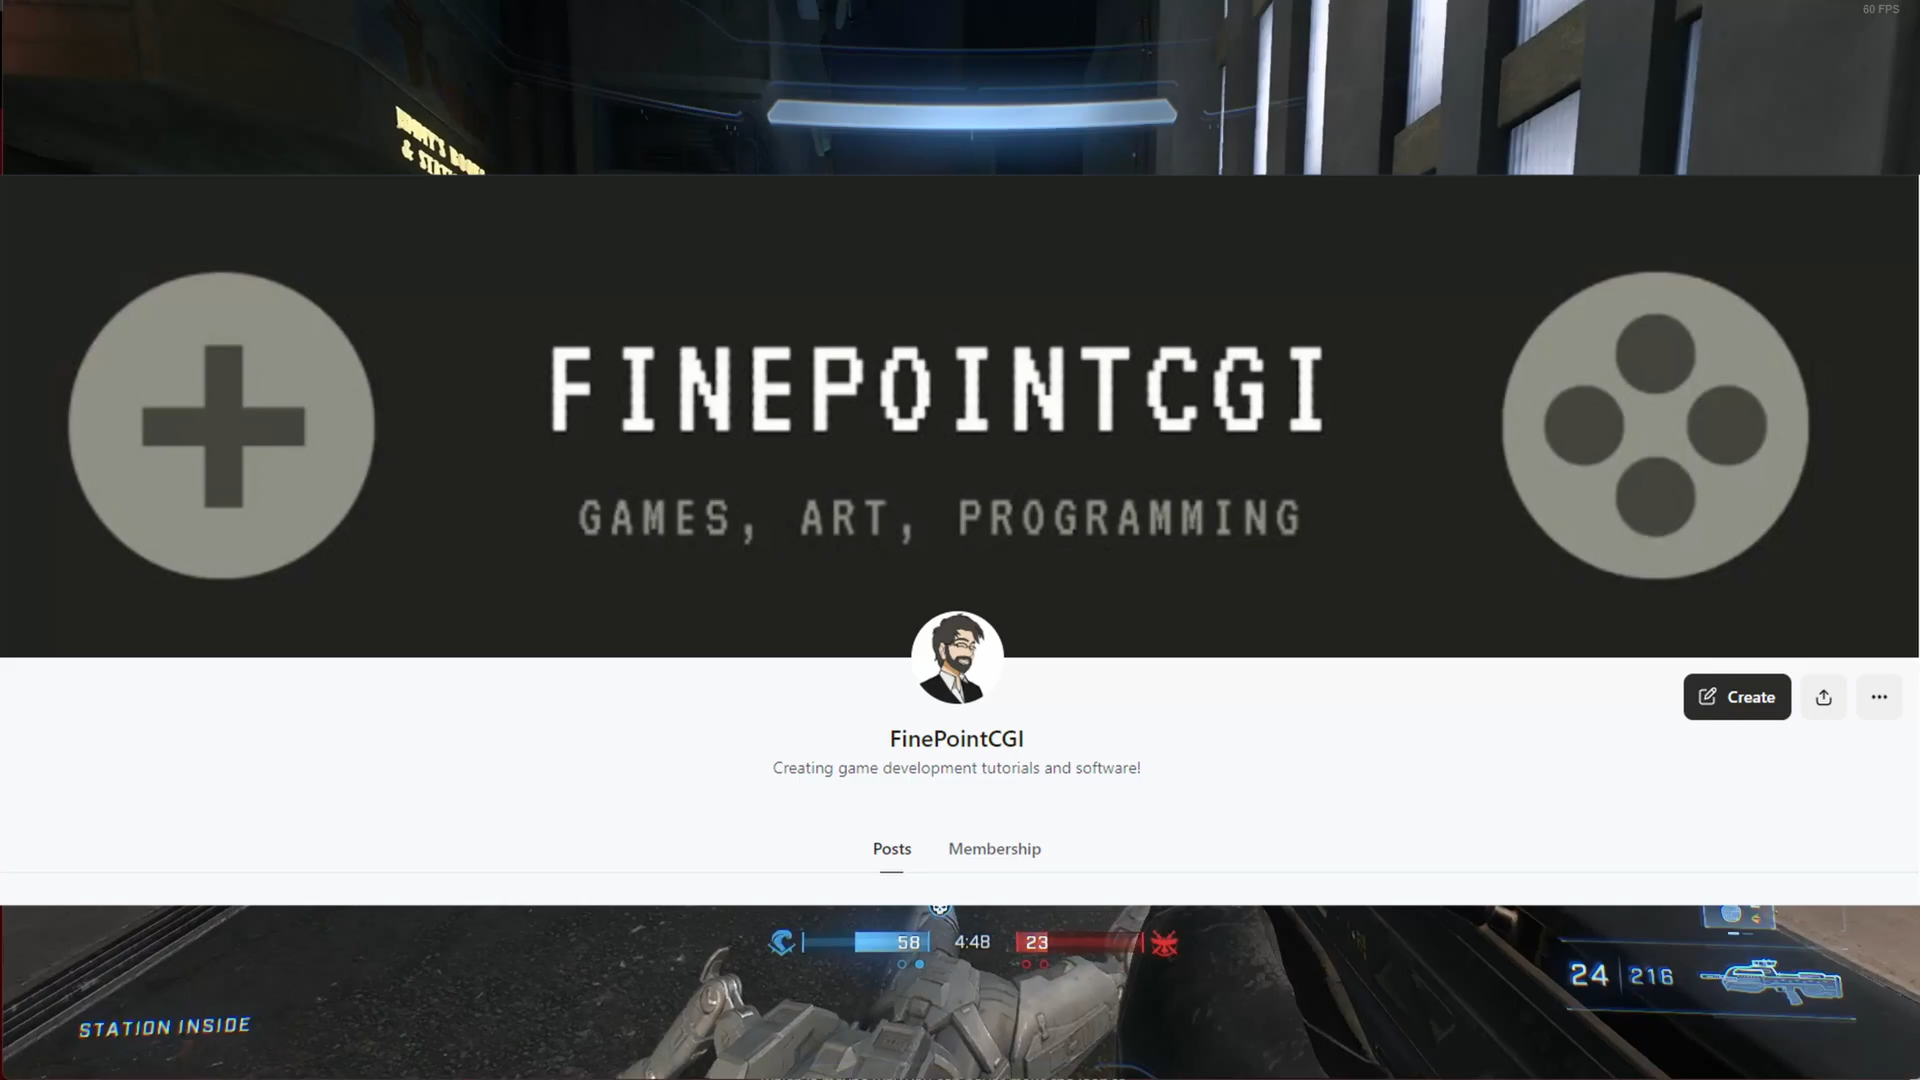 60 FPS
& 
FINEPOINTCGI
GAMES, ART, PROGRAMMING
Create
FinePointCGI
Creating game development tutorials and software!
Posts
Membership
58
4:48
23
24
216
STATION INSIDE